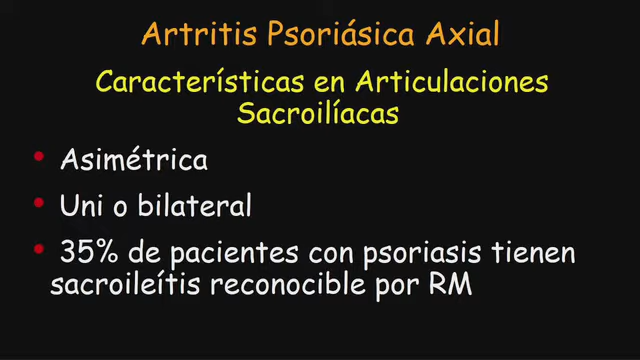 Artritis Psoriásica Axial
Características en Articulaciones
Sacroilíacas
• Asimétrica
• Uni o bilateral
• 35% de pacientes con psoriasis tienen
sacroileítis reconocible por RM